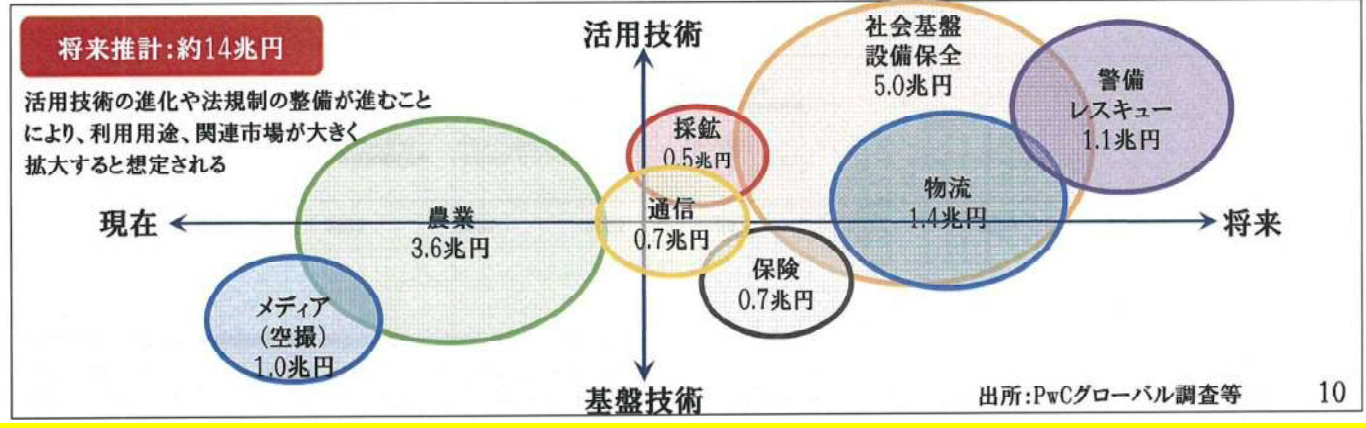 将来推計:約14兆円
活用技術の進化や法規制の整備が進むこと
により、利用用途、関連市場が大きく
拡大すると想定される
活用技術
社会基盤
設備保全
5.0兆円
警備
レスキュー
1.1兆円
採鉱
0.5兆円
物流
1.4兆円
通信
0.7兆円
現在
農業
3.6兆円
将来
保険
0.7兆円
メディア
(空撮)
1.0兆円
基盤技術
出所:PwCグローバル調査等
10